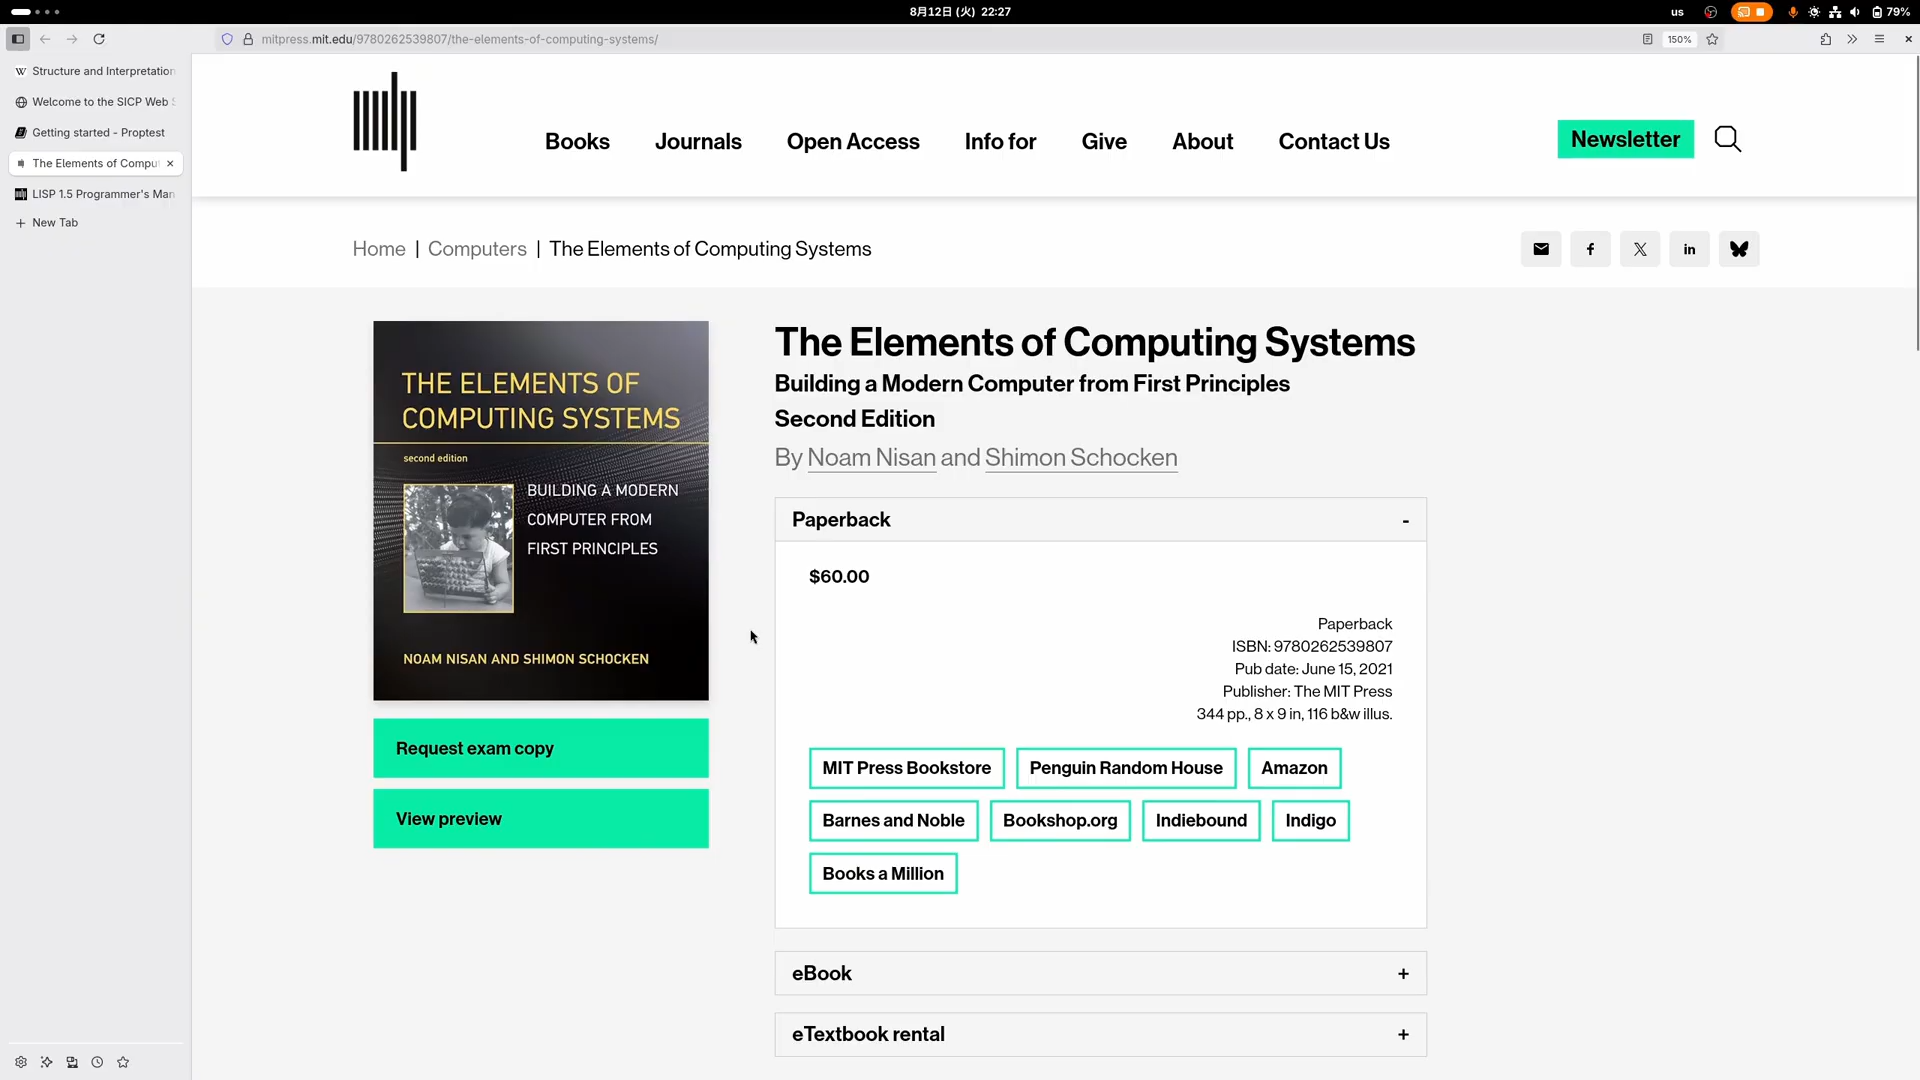 8月12日 (火) 22:27
us
79%
mitpress.mit.edu/9780262539807/the-elements-of-computing-systems/
150%
Structure and Interpretation
Welcome to the SICP Web S
Getting started - Proptest
The Elements of Comput
LISP 1.5 Programmer's Man
New Tab
Books
Journals
Open Access
Info for
Give
About
Contact Us
Newsletter
Home | Computers | The Elements of Computing Systems
THE ELEMENTS OF
COMPUTING SYSTEMS
second edition
BUILDING A MODERN
COMPUTER FROM
FIRST PRINCIPLES
NOAM NISAN AND SHIMON SCHOCKEN
Request exam copy
View preview
The Elements of Computing Systems
Building a Modern Computer from First Principles
Second Edition
By Noam Nisan and Shimon Schocken
Paperback -
$60.00
Paperback
ISBN: 9780262539807
Pub date: June 15, 2021
Publisher: The MIT Press
344 pp., 8 x 9 in, 116 b&w illus.
MIT Press Bookstore
Penguin Random House
Amazon
Barnes and Noble
Bookshop.org
Indiebound
Indigo
Books a Million
eBook +
eTextbook rental +